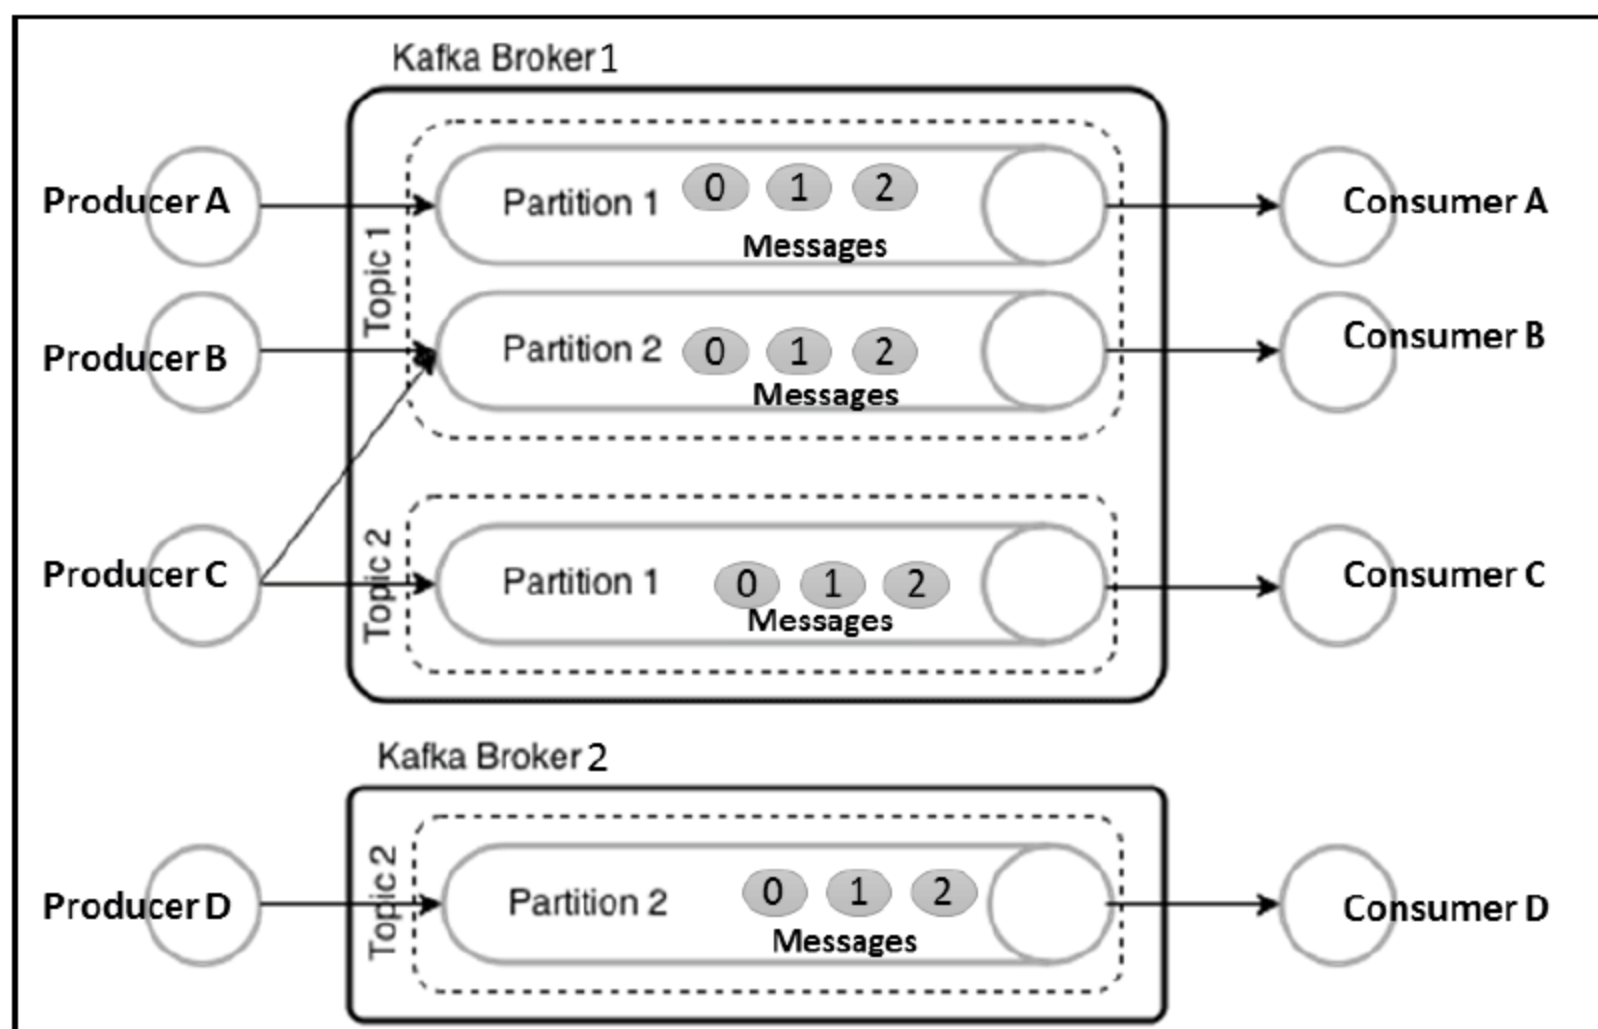 Kafka Broker 1
Producer A
Topic 1
Partition 1
0 1 2
Messages
Consumer A
Producer B
Partition 2
0 1 2
Messages
Consumer B
Producer C
Topic 2
Partition 1
0 1 2
Messages
Consumer C
Kafka Broker 2
Producer D
Topic 2
Partition 2
0 1 2
Messages
Consumer D